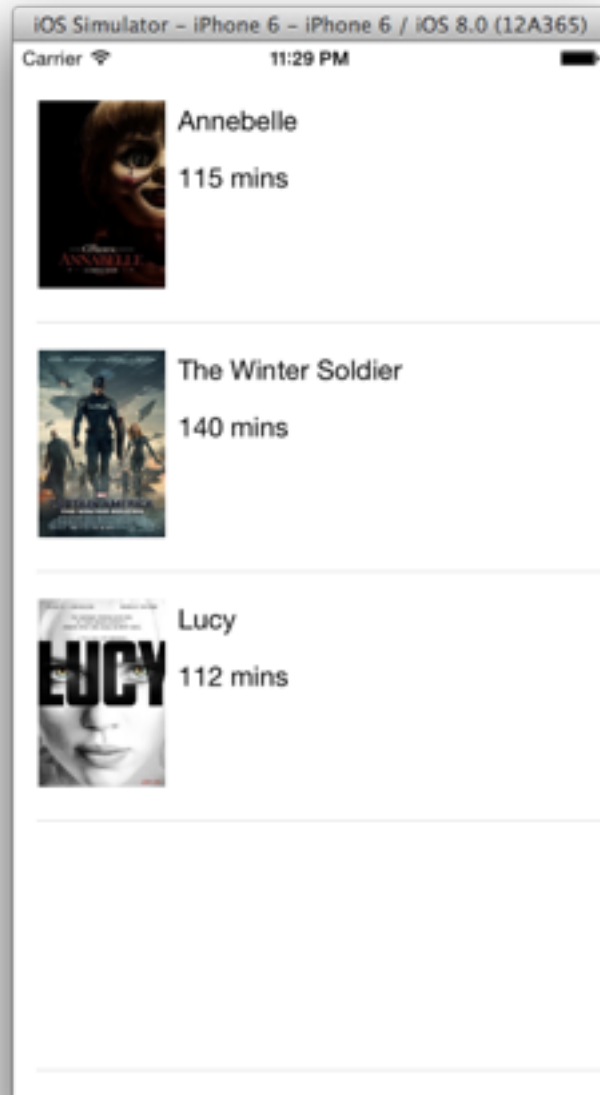 iOS Simulator – iPhone 6 – iPhone 6 / iOS 8.0 (12A365)
Carrier 11:29 PM
Annebelle
115 mins
ANNABELLE
The Winter Soldier
140 mins
Lucy
LUCY
112 mins